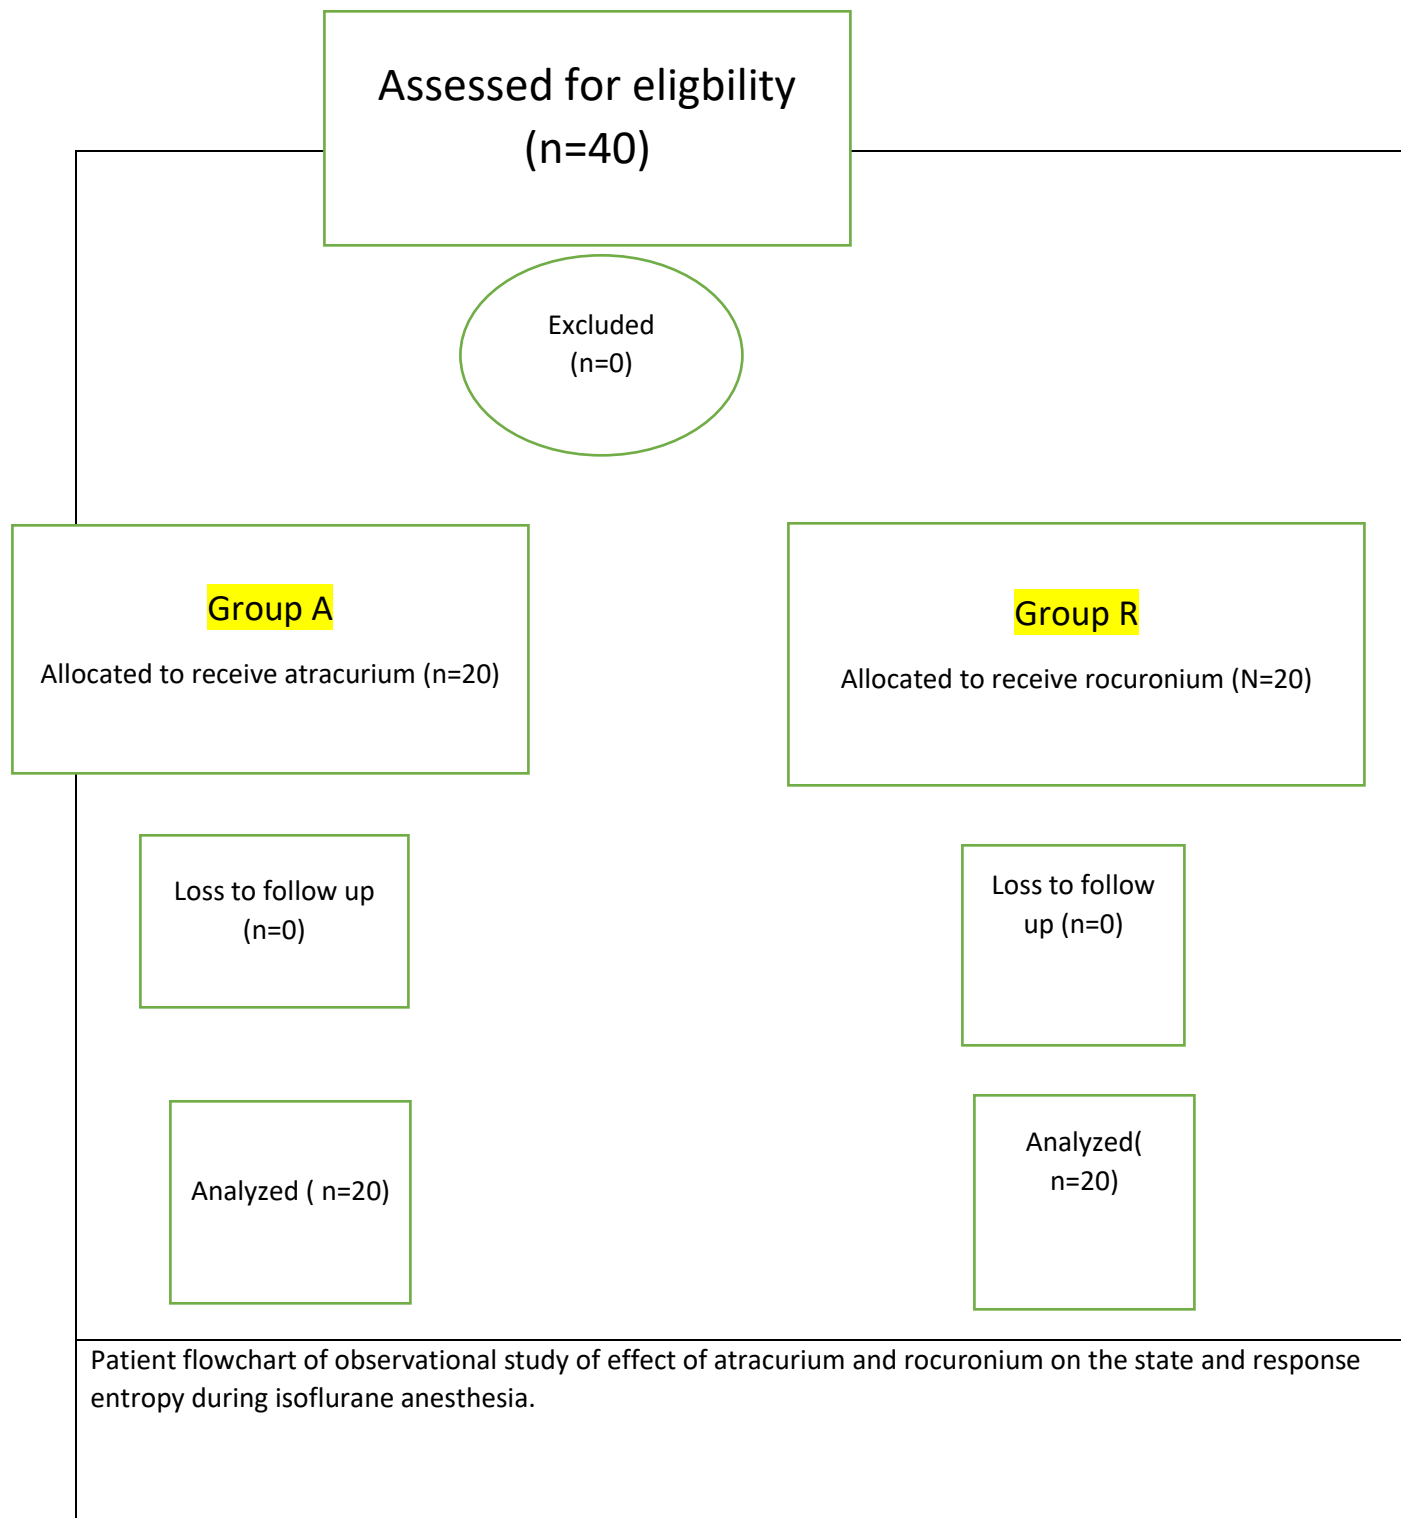 Assessed for eligbility
(n=40)
Excluded
(n=0)
Group A
Allocated to receive atracurium (n=20)
Group R
Allocated to receive rocuronium (N=20)
Loss to follow up
(n=0)
Loss to follow
up (n=0)
Analyzed ( n=20)
Analyzed(
n=20)
Patient flowchart of observational study of effect of atracurium and rocuronium on the state and response
entropy during isoflurane anesthesia.